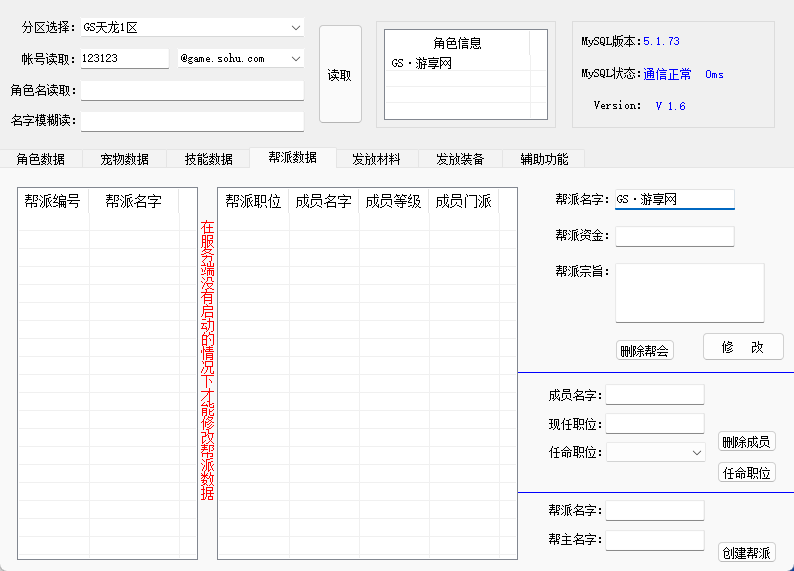 分区选择: GS天龙1区
帐号读取: 123123 @game.sohu.com
角色名读取:
名字模糊读:
读取
角色信息
GS·游享网
MySQL版本:5.1.73
MySQL状态:通信正常 0ms
Version: V 1.6
角色数据 宠物数据 技能数据 帮派数据 发放材料 发放装备 辅助功能
帮派编号 帮派名字
在服务端没有启动的情况下才能修改帮派数据
帮派职位 成员名字 成员等级 成员门派
帮派名字: GS·游享网
帮派资金:
帮派宗旨:
删除帮会 修 改
成员名字:
现任职位:
任命职位:
删除成员
任命职位
帮派名字:
帮主名字:
创建帮派